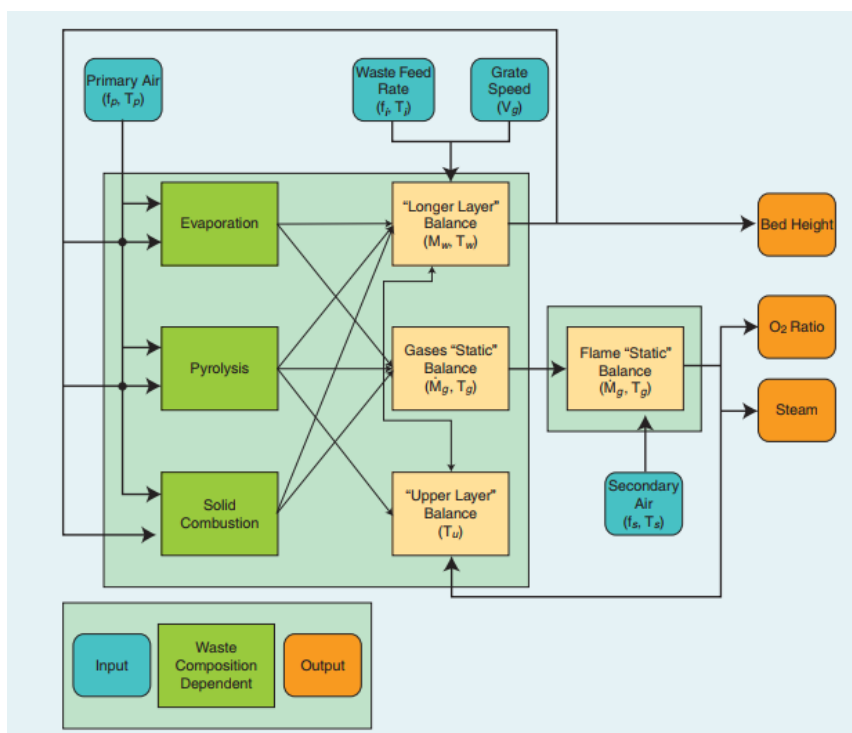 Primary Air
(fp, Tp)
Waste Feed
Rate
(fi, Ti)
Grate
Speed
(Vg)
Evaporation
"Longer Layer"
Balance
(Mw, Tw)
Bed Height
Pyrolysis
Gases "Static"
Balance
(Ṁg, Tg)
Flame "Static"
Balance
(Ṁg, Tg)
O2 Ratio
Steam
Solid
Combustion
"Upper Layer"
Balance
(Tu)
Secondary
Air
(fs, Ts)
Input
Waste
Composition
Dependent
Output